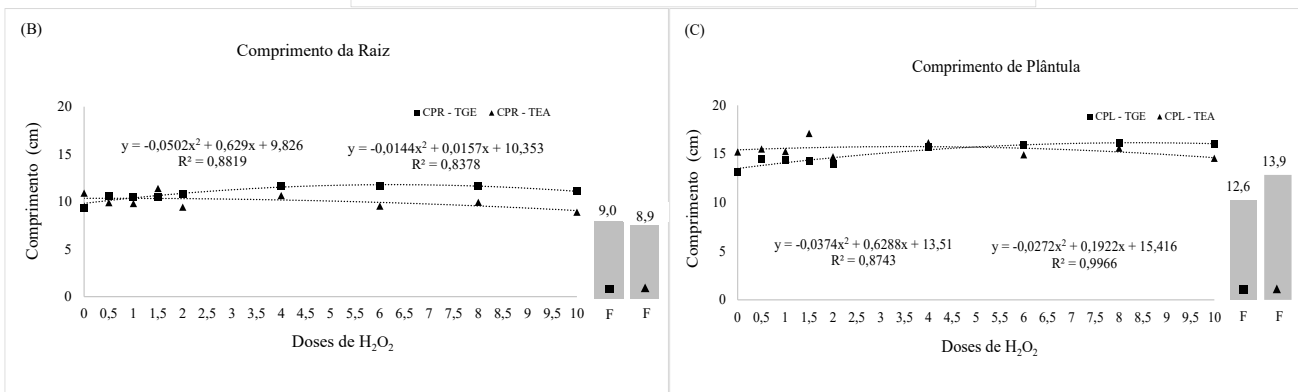 (B)
Comprimento da Raiz
■ CPR - TGE ▲ CPR - TEA
y = -0,0502x² + 0,629x + 9,826
R² = 0,8819
y = -0,0144x² + 0,0157x + 10,353
R² = 0,8378
Comprimento (cm)
20
15
10
5
0
0 0,5 1 1,5 2 2,5 3 3,5 4 4,5 5 5,5 6 6,5 7 7,5 8 8,5 9 9,5 10
9,0
8,9
F
F
Doses de H₂O₂
(C)
Comprimento de Plântula
■ CPL - TGE ▲ CPL - TEA
Comprimento (cm)
20
15
10
5
0
y = -0,0374x² + 0,6288x + 13,51
R² = 0,8743
y = -0,0272x² + 0,1922x + 15,416
R² = 0,9966
0 0,5 1 1,5 2 2,5 3 3,5 4 4,5 5 5,5 6 6,5 7 7,5 8 8,5 9 9,5 10
12,6
13,9
F
F
Doses de H₂O₂